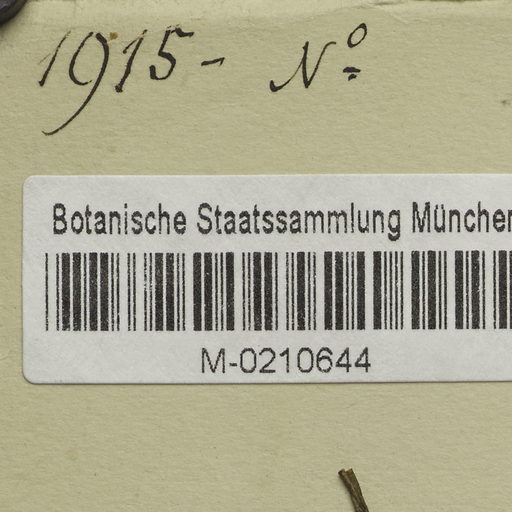 1915- Nº
Botanische Staatssammlung München
M-0210644